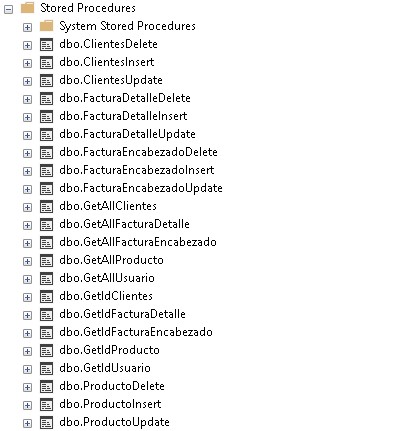 Stored Procedures
System Stored Procedures
dbo.ClientesDelete
dbo.ClientesInsert
dbo.ClientesUpdate
dbo.FacturaDetalleDelete
dbo.FacturaDetalleInsert
dbo.FacturaDetalleUpdate
dbo.FacturaEncabezadoDelete
dbo.FacturaEncabezadoInsert
dbo.FacturaEncabezadoUpdate
dbo.GetAllClientes
dbo.GetAllFacturaDetalle
dbo.GetAllFacturaEncabezado
dbo.GetAllProducto
dbo.GetAllUsuario
dbo.GetIdClientes
dbo.GetIdFacturaDetalle
dbo.GetIdFacturaEncabezado
dbo.GetIdProducto
dbo.GetIdUsuario
dbo.ProductoDelete
dbo.ProductoInsert
dbo.ProductoUpdate